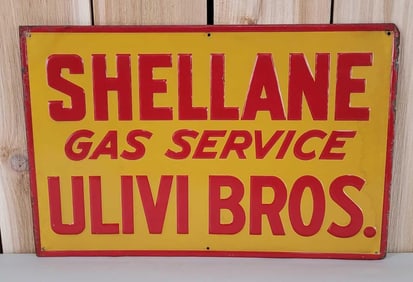 SHELLANE
GAS SERVICE
ULIVI BROS.